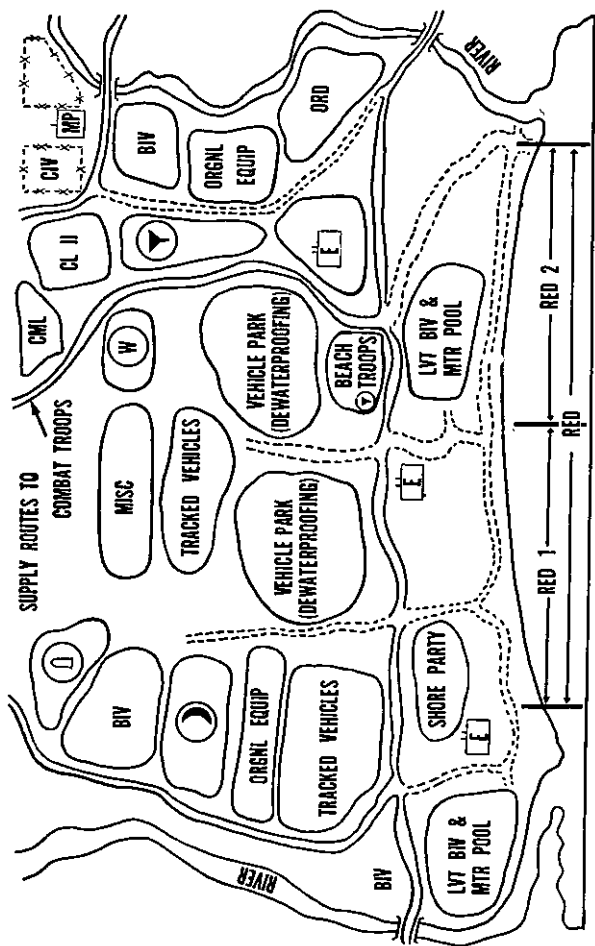 SUPPLY ROUTES TO
COMBAT TROOPS
CML
CL II
CIV
MP
BIV
MISC
W
BIV
TRACKED VEHICLES
ORGNL
EQUIP
ORGNL EQUIP
VEHICLE PARK
(DEWATERPROOFING)
VEHICLE PARK
(DEWATERPROOFING)
ORD
RIVER
TRACKED VEHICLES
BEACH
TROOPS
E
BIV
SHORE PARTY
E
LVT BIV &
MTR POOL
LVT BIV &
MTR POOL
E
RIVER
RED 1
RED 2
RED